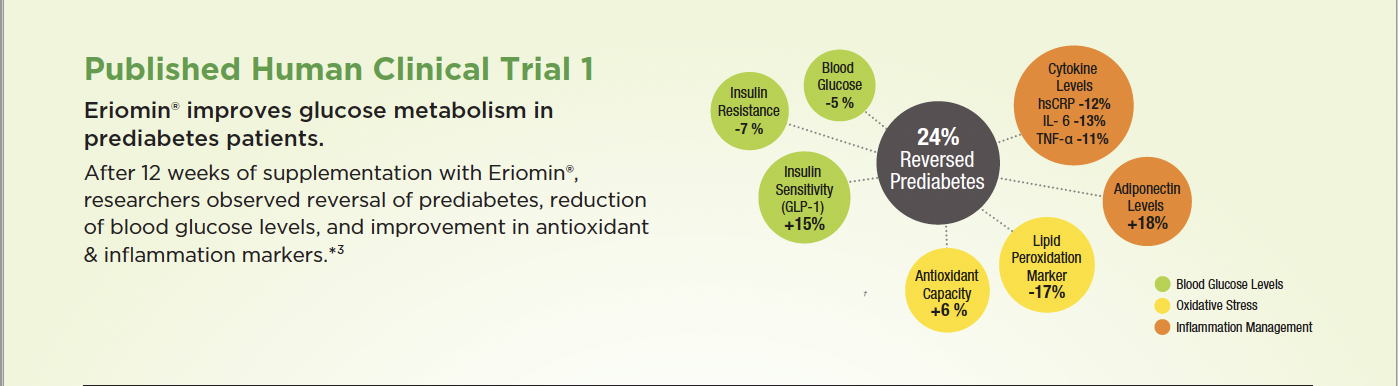 Published Human Clinical Trial 1
Eriomin® improves glucose metabolism in
prediabetes patients.
After 12 weeks of supplementation with Eriomin®,
researchers observed reversal of prediabetes, reduction
of blood glucose levels, and improvement in antioxidant
& inflammation markers.*³
Insulin
Resistance
-7 %
Blood
Glucose
-5 %
Insulin
Sensitivity
(GLP-1)
+15%
24%
Reversed
Prediabetes
Cytokine
Levels
hsCRP -12%
IL- 6 -13%
TNF-α -11%
Adiponectin
Levels
+18%
Lipid
Peroxidation
Marker
-17%
Antioxidant
Capacity
+6 %
†
Blood Glucose Levels
Oxidative Stress
Inflammation Management